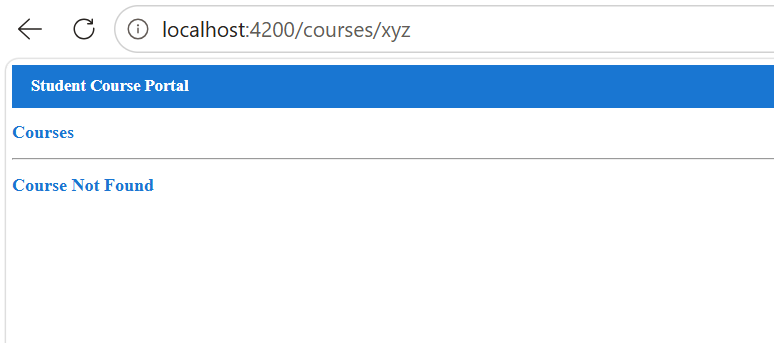 localhost:4200/courses/xyz
Student Course Portal
Courses
Course Not Found